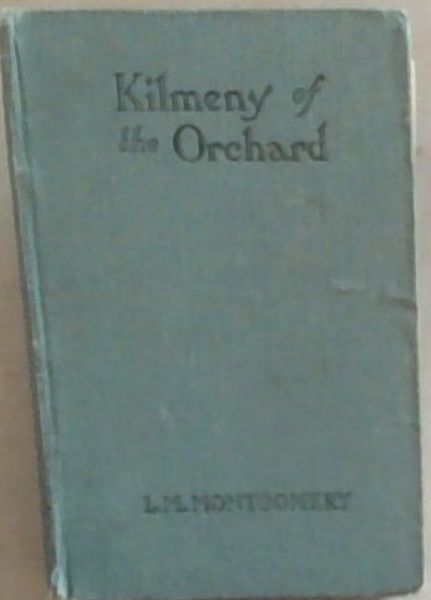 Kilmeny of
the Orchard
L.M. MONTGOMERY